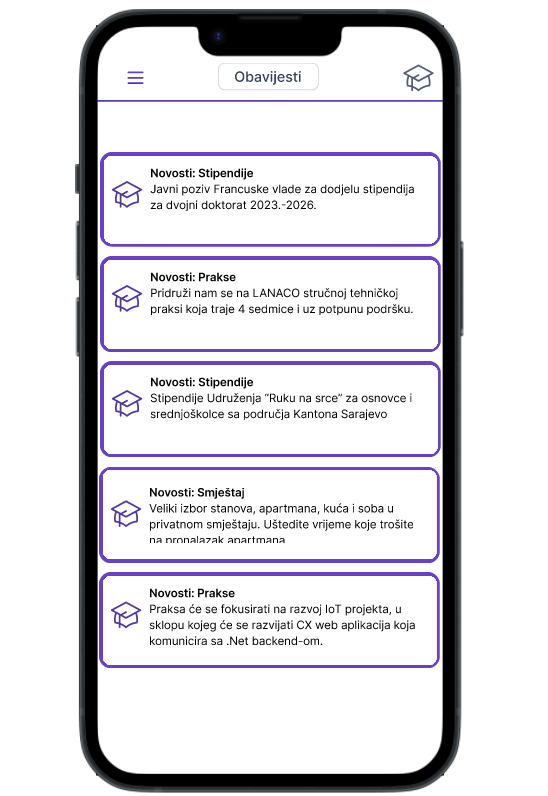 Obavijesti
Novosti: Stipendije
Javni poziv Francuske vlade za dodjelu stipendija
za dvojni doktorat 2023.-2026.
Novosti: Prakse
Pridruži nam se na LANACO stručnoj tehničkoj
praksi koja traje 4 sedmice i uz potpunu podršku.
Novosti: Stipendije
Stipendije Udruženja “Ruku na srce” za osnovce i
srednjoškolce sa područja Kantona Sarajevo
Novosti: Smještaj
Veliki izbor stanova, apartmana, kuća i soba u
privatnom smještaju. Uštedite vrijeme koje trošite
na pronalazak apartmana
Novosti: Prakse
Praksa će se fokusirati na razvoj IoT projekta, u
sklopu kojeg će se razvijati CX web aplikacija koja
komunicira sa .Net backend-om.